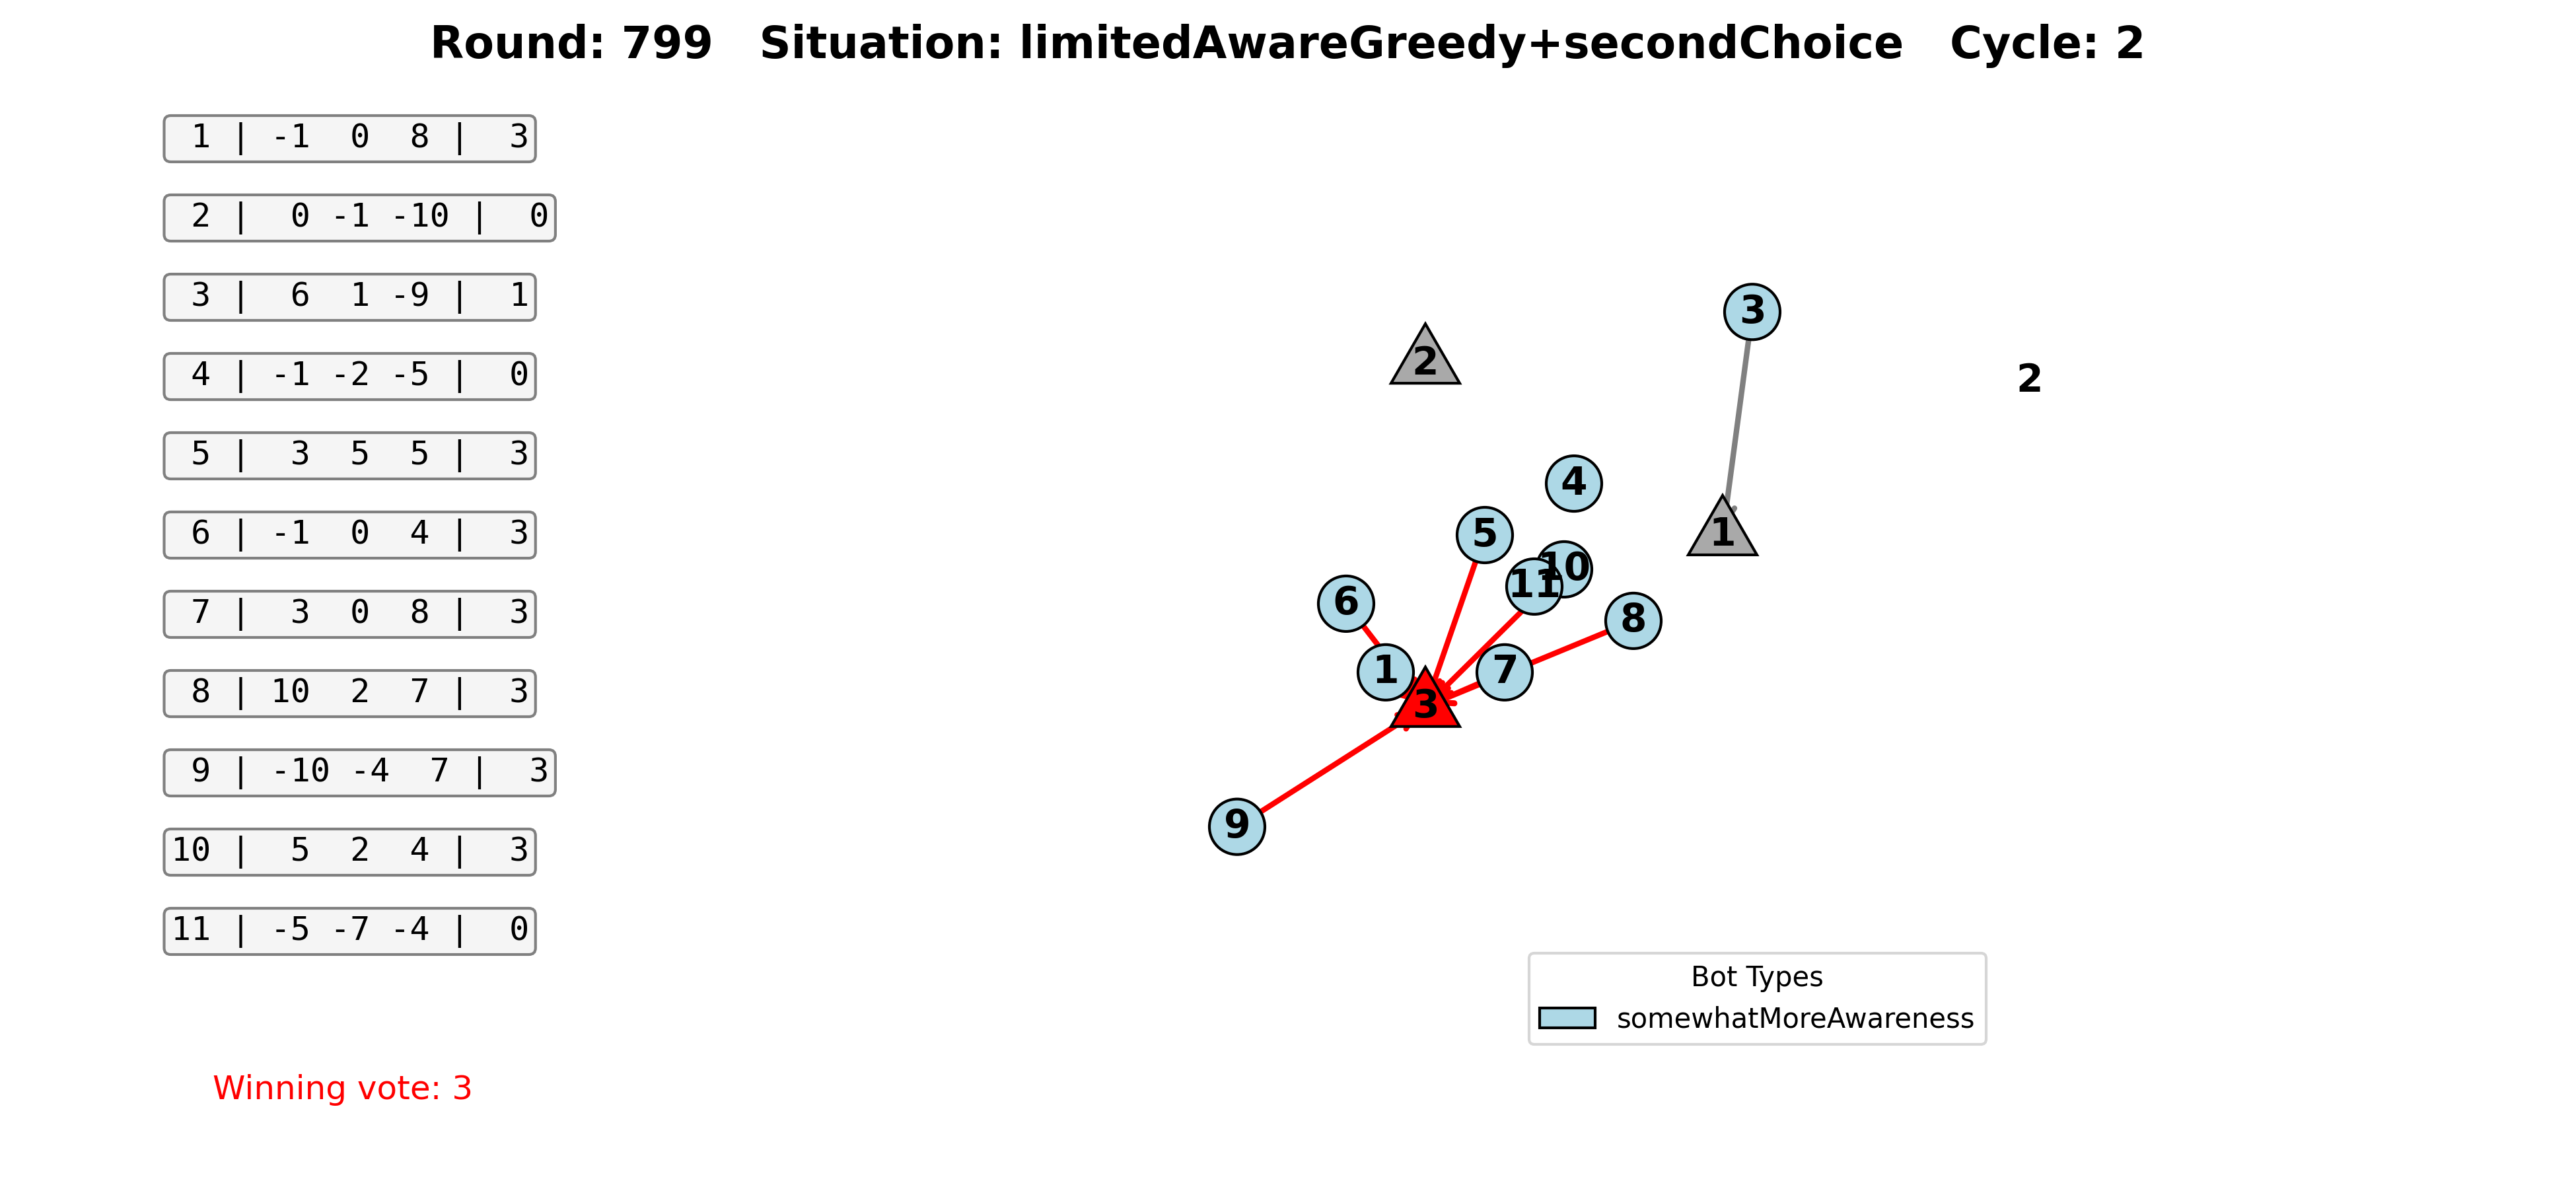 Round: 799   Situation: limitedAwareGreedy+secondChoice   Cycle: 2
1 | -1 0 8 | 3
2 | 0 -1 -10 | 0
3 | 6 1 -9 | 1
4 | -1 -2 -5 | 0
5 | 3 5 5 | 3
6 | -1 0 4 | 3
7 | 3 0 8 | 3
8 | 10 2 7 | 3
9 | -10 -4 7 | 3
10 | 5 2 4 | 3
11 | -5 -7 -4 | 0
Winning vote: 3
3
2
2
4
5
1
10
11
6
8
1
7
3
9
Bot Types
somewhatMoreAwareness